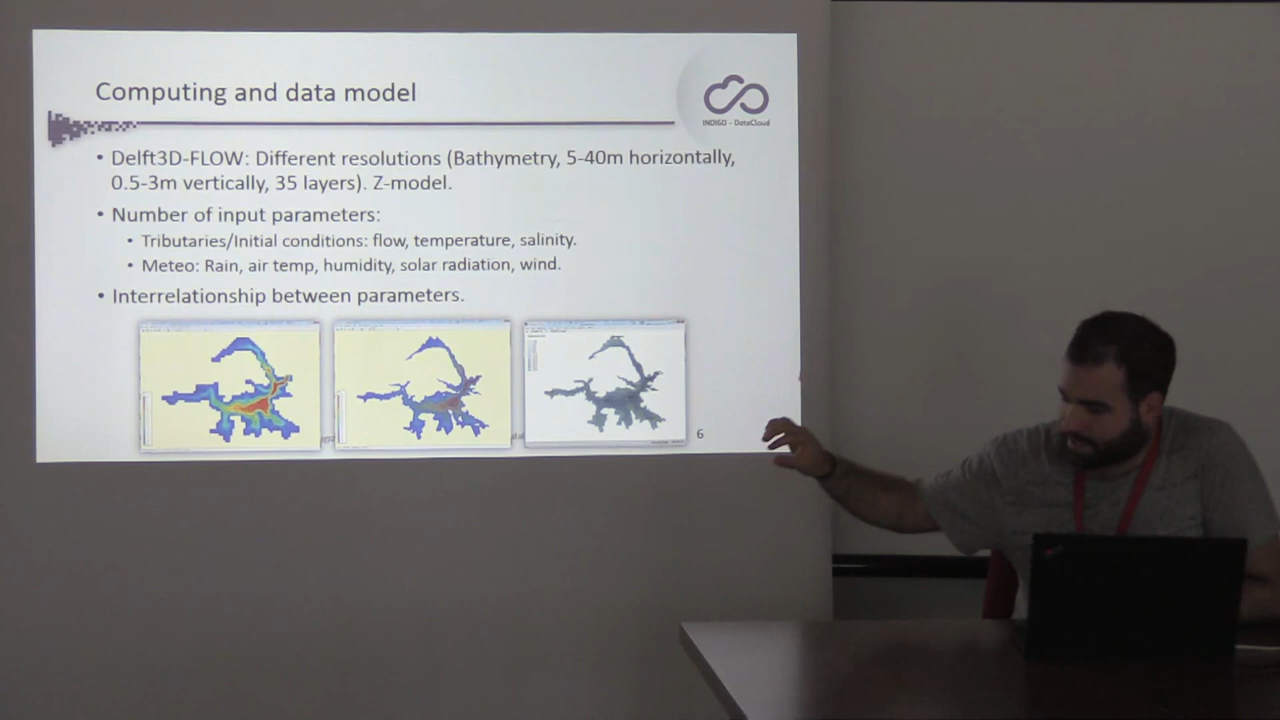 Computing and data model
INDIGO - DataCloud
• Delft3D-FLOW: Different resolutions (Bathymetry, 5-40m horizontally,
0.5-3m vertically, 35 layers). Z-model.
• Number of input parameters:
• Tributaries/Initial conditions: flow, temperature, salinity.
• Meteo: Rain, air temp, humidity, solar radiation, wind.
• Interrelationship between parameters.
6